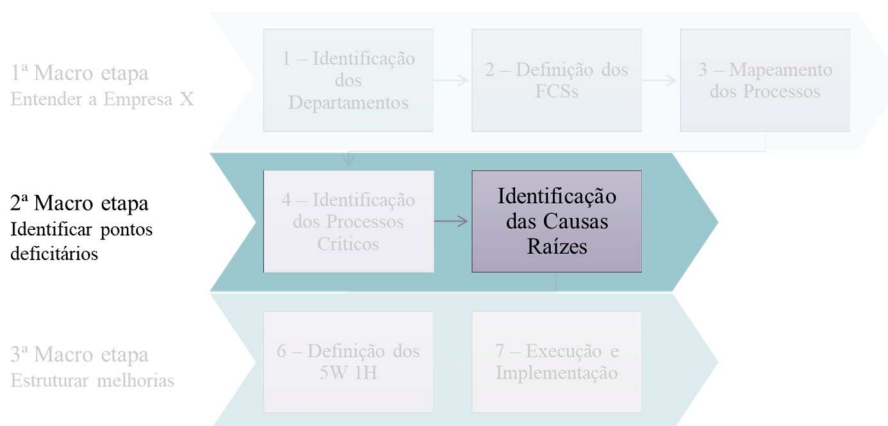 1ª Macro etapa
Entender a Empresa X
1 – Identificação
dos
Departamentos
2 – Definição dos
FCSs
3 – Mapeamento
dos Processos
2ª Macro etapa
Identificar pontos
deficitários
4 – Identificação
dos Processos
Críticos
Identificação
das Causas
Raízes
3ª Macro etapa
Estruturar melhorias
6 – Definição dos
5W 1H
7 – Execução e
Implementação